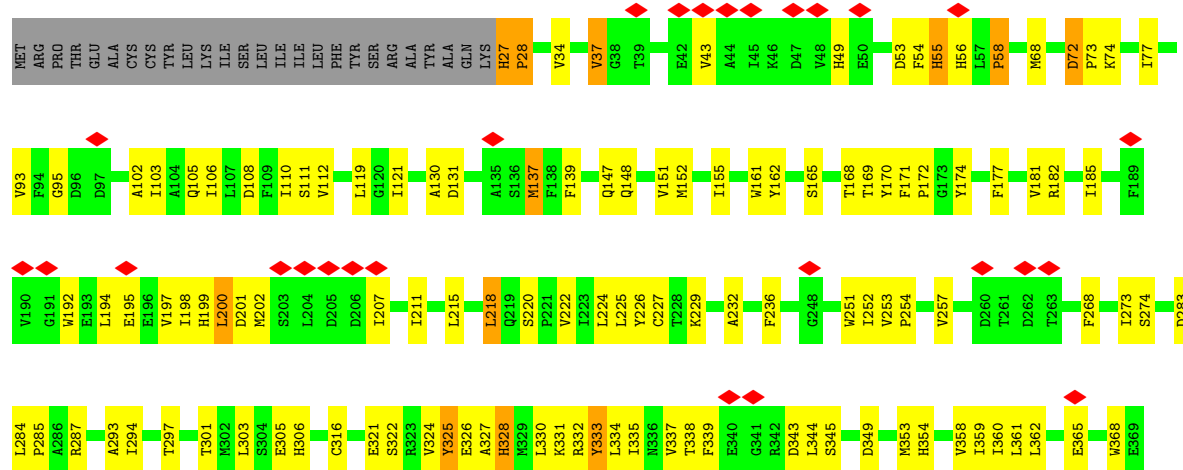 MET ARG PRO THR GLU ALA CYS CYS TYR LEU LYS ILE SER LEU ILE ILE LEU PHE TYR SER ARG ALA TYR ALA GLN LYS H27 P28 V34 V37 G38 T39 E42 V43 A44 I45 K46 D47 V48 H49 E50 D53 F54 H55 H56 L57 P58 M68 D72 P73 K74 I77
V93 F94 G95 D96 D97 A102 I103 A104 Q105 I106 L107 D108 F109 I110 S111 V112 L119 G120 I121 A130 D131 A135 S136 M137 F138 F139 Q147 Q148 V151 M152 I155 W161 Y162 S165 T168 T169 Y170 F171 P172 G173 Y174 F177 V181 R182 I185 F189
V190 G191 W192 E193 L194 E195 E196 V197 I198 H199 L200 D201 M202 S203 L204 D205 D206 I207 I211 L215 L218 Q219 S220 P221 V222 I223 L224 L225 Y226 C227 T228 K229 A232 F236 G248 W251 I252 V253 P254 V257 D260 T261 D262 T263 F268 I273 S274 D283
L284 P285 A286 R287 A293 I294 T297 T301 M302 L303 S304 E305 H306 C316 E321 S322 R323 V324 Y325 E326 A327 H328 M329 L330 K331 R332 Y333 L334 I335 N336 V337 T338 F339 E340 G341 R342 D343 L344 S345 D349 M353 H354 V358 I359 I360 L361 L362 E365 W368 E369